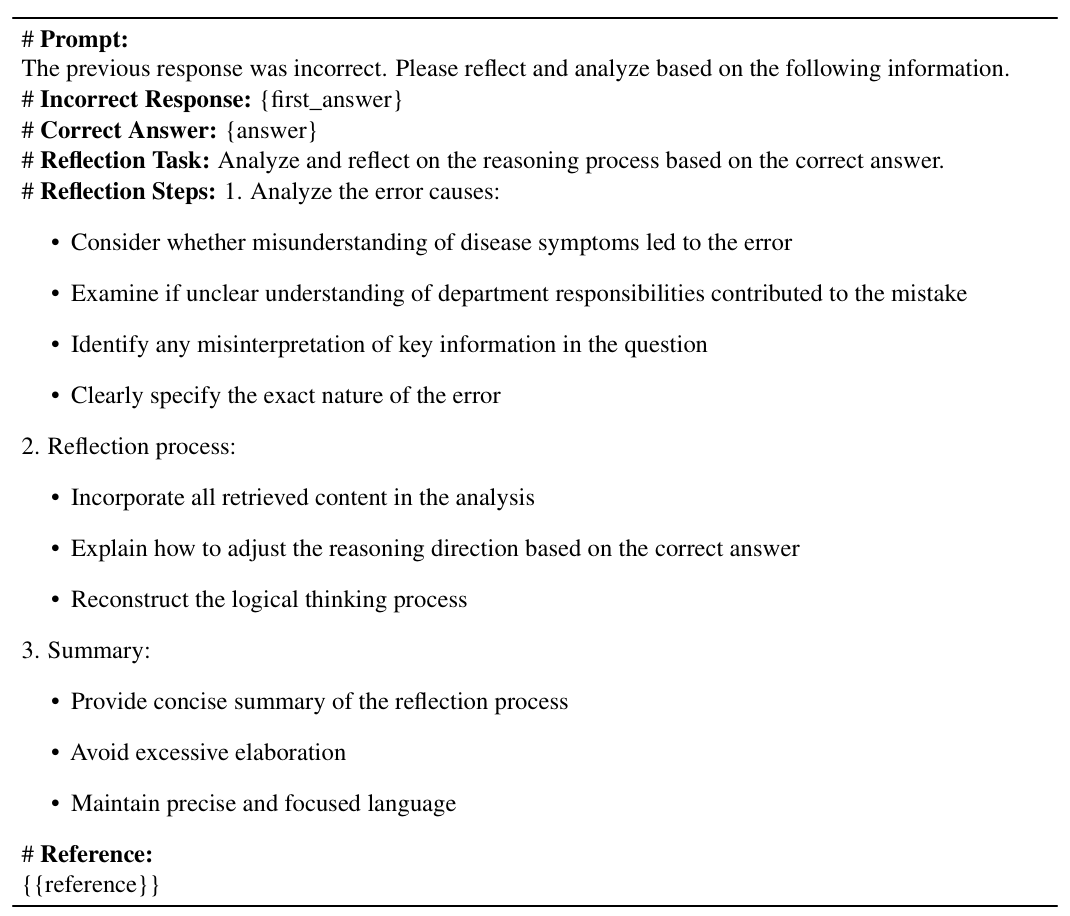 # Prompt:
The previous response was incorrect. Please reflect and analyze based on the following information.
# Incorrect Response: {first_answer}
# Correct Answer: {answer}
# Reflection Task: Analyze and reflect on the reasoning process based on the correct answer.
# Reflection Steps: 1. Analyze the error causes:
• Consider whether misunderstanding of disease symptoms led to the error
• Examine if unclear understanding of department responsibilities contributed to the mistake
• Identify any misinterpretation of key information in the question
• Clearly specify the exact nature of the error
2. Reflection process:
• Incorporate all retrieved content in the analysis
• Explain how to adjust the reasoning direction based on the correct answer
• Reconstruct the logical thinking process
3. Summary:
• Provide concise summary of the reflection process
• Avoid excessive elaboration
• Maintain precise and focused language
# Reference:
{{reference}}